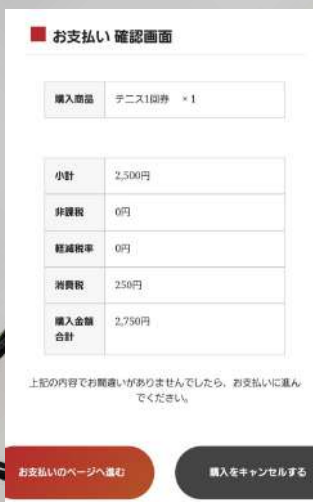 お支払い 確認画面
購入商品 テニス1回券 ×1
小計 2,500円
非課税 0円
軽減税率 0円
消費税 250円
購入金額 2,750円
合計
上記の内容でお間違いがありませんでしたら、お支払いに進ん
でください。
お支払いのページへ進む 購入をキャンセルする